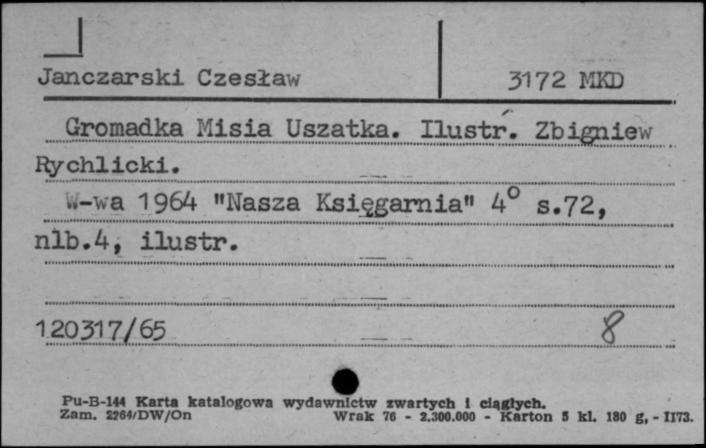 Janczarski Czesław
3172 MKD
Gromadka Misia Uszatka. Ilustr. Zbigniew
Rychlicki.
W-wa 1964 "Nasza Księgarnia" 4° s.72,
nlb.4, ilustr.
120317/65
8
Pu-B-144 Karta katalogowa wydawnictw zwartych i ciągłych.
Zam. 2264/DW/On Wrak 76 - 2.300.000 - Karton 5 kl. 180 g, - II73.